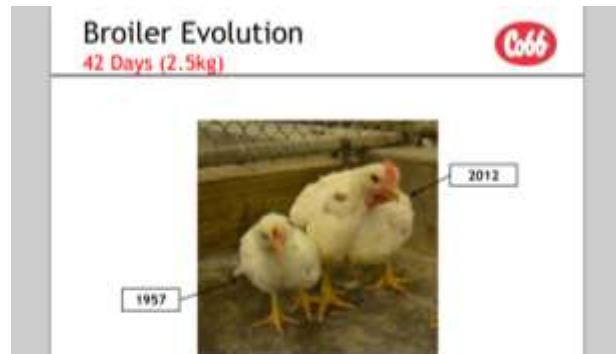 Broiler Evolution
Cobb
42 Days (2.5kg)
2012
1957